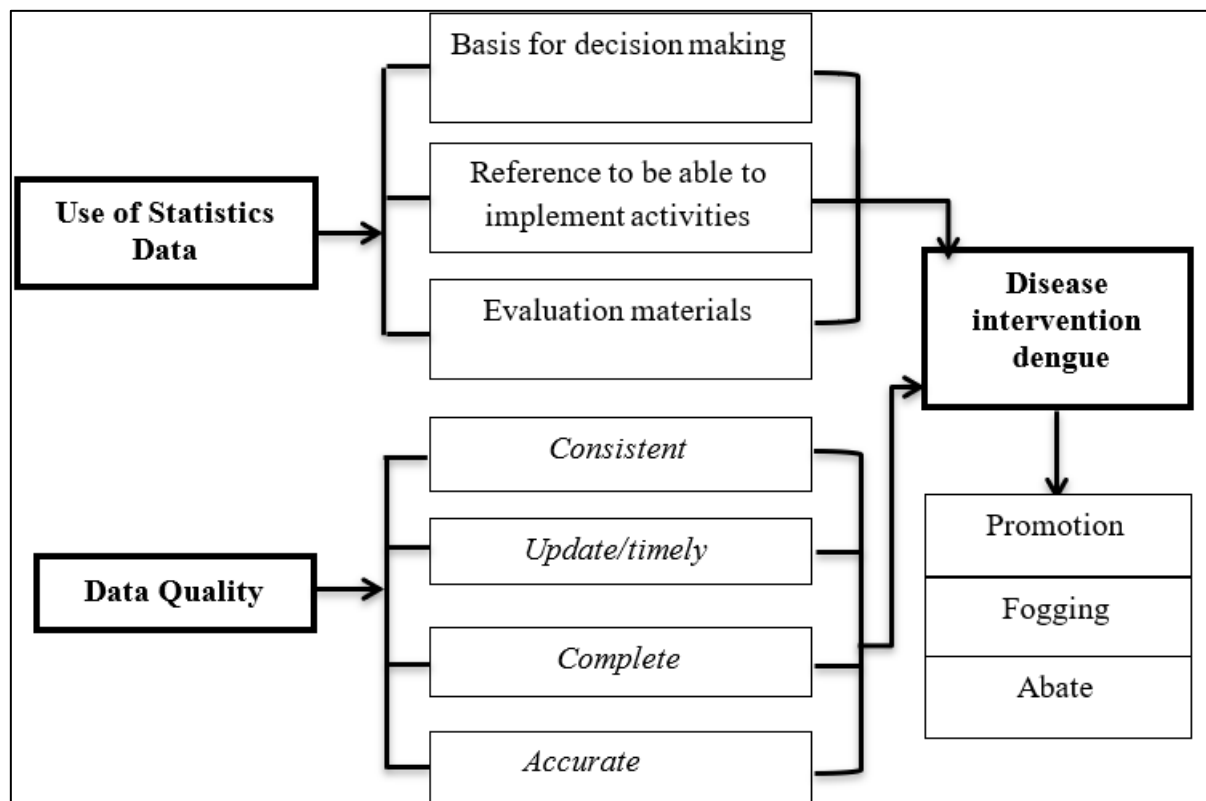 Basis for decision making
Use of Statistics
Data
Reference to be able to
implement activities
Evaluation materials
Disease
intervention
dengue
Data Quality
Consistent
Update/timely
Complete
Accurate
Promotion
Fogging
Abate